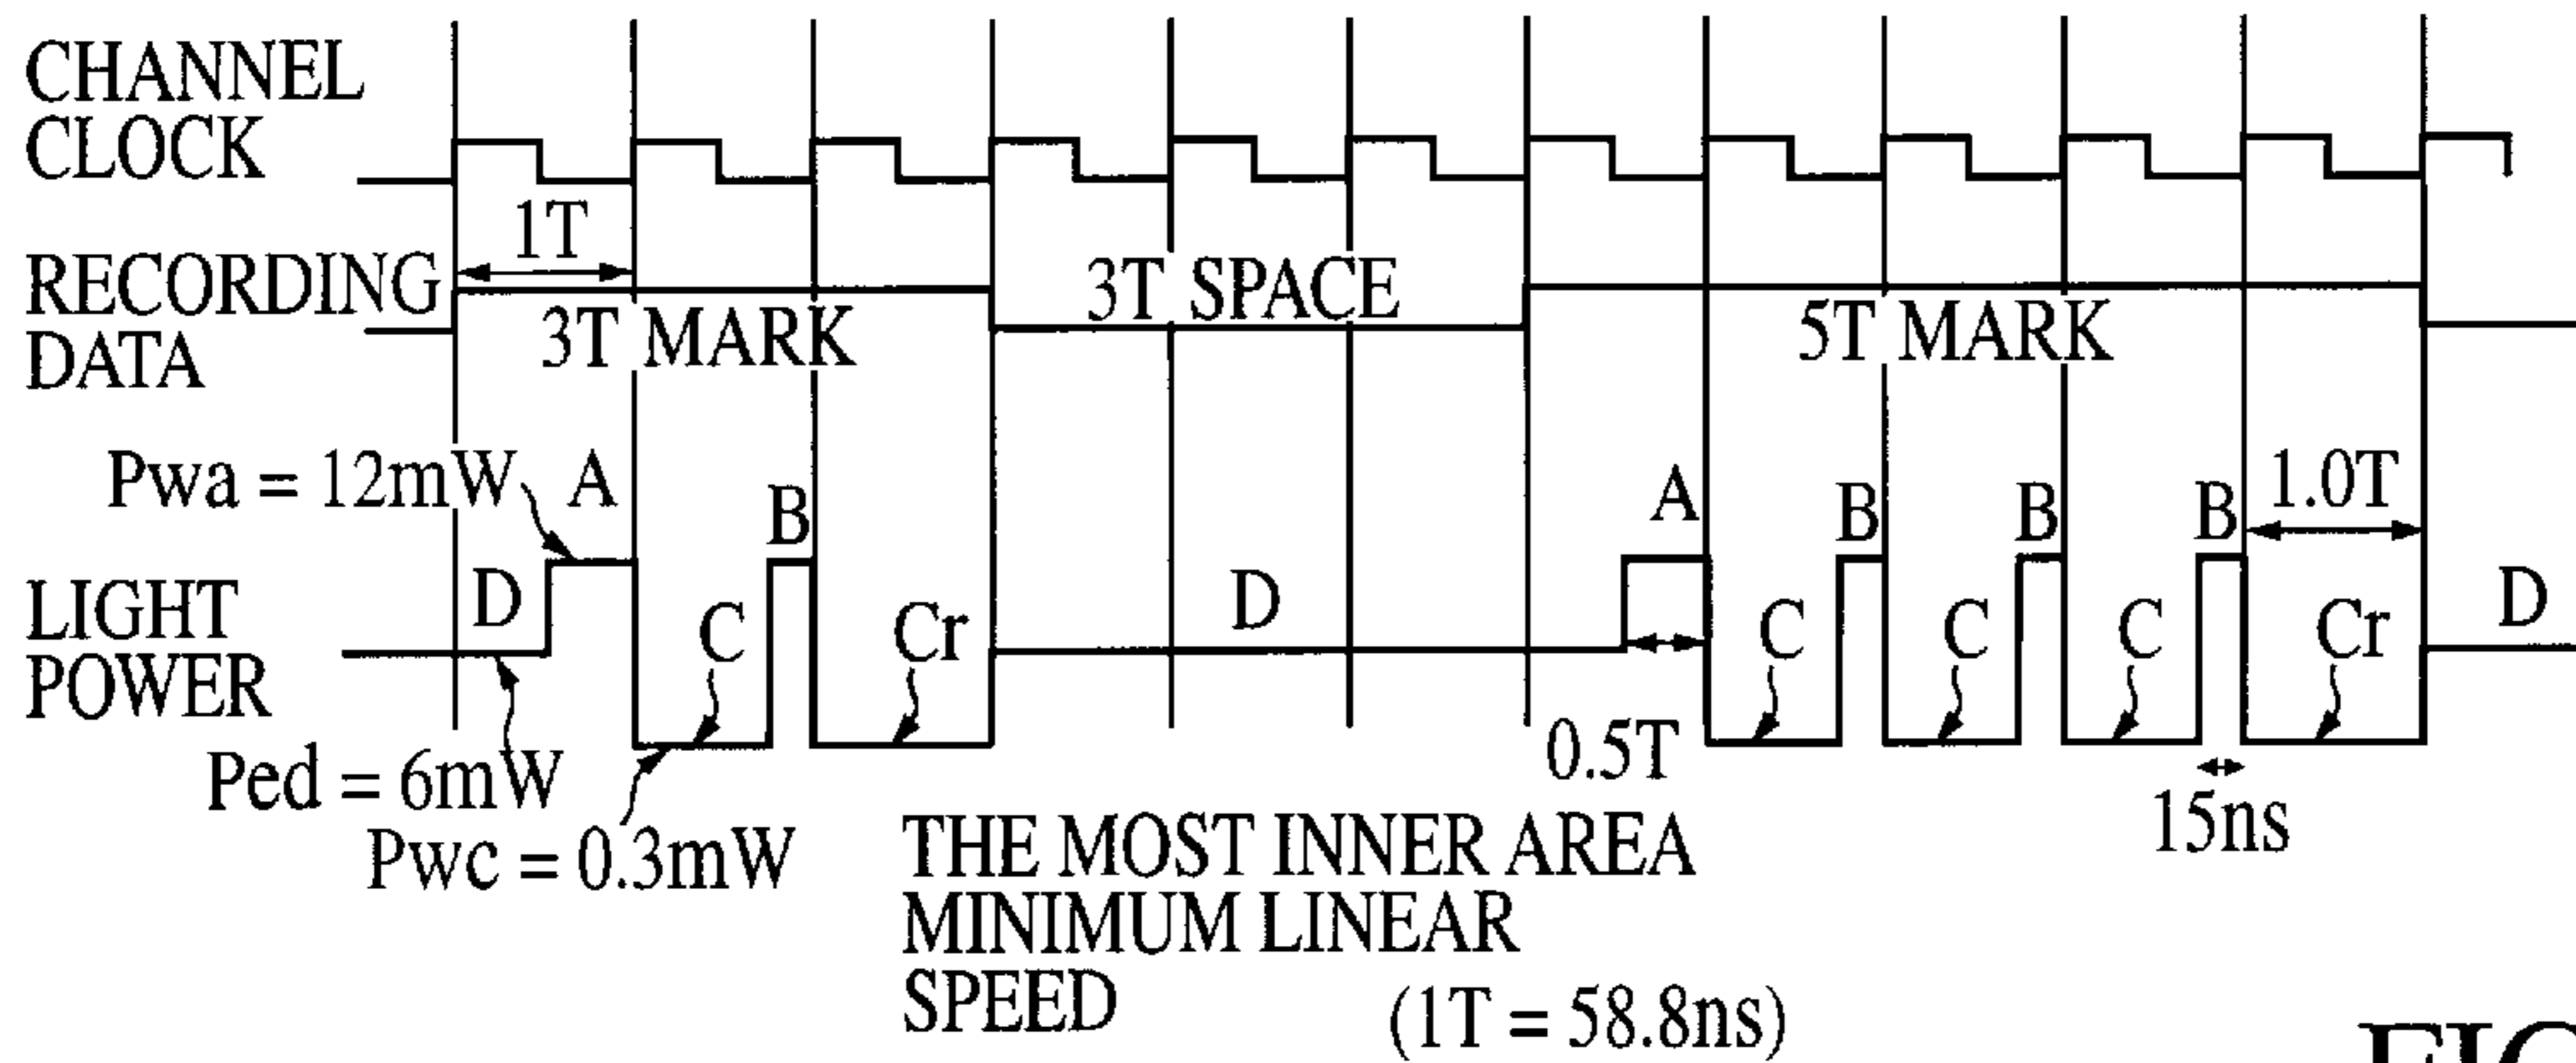 CHANNEL
CLOCK
1T
RECORDING
DATA
3T MARK
3T SPACE
5T MARK
Pwa = 12mW
A
B
A
B
B
B
1.0T
LIGHT
POWER
D
C
Cr
D
C
C
C
Cr
D
Ped = 6mW
Pwc = 0.3mW
0.5T
15ns
THE MOST INNER AREA
MINIMUM LINEAR
SPEED
(1T = 58.8ns)